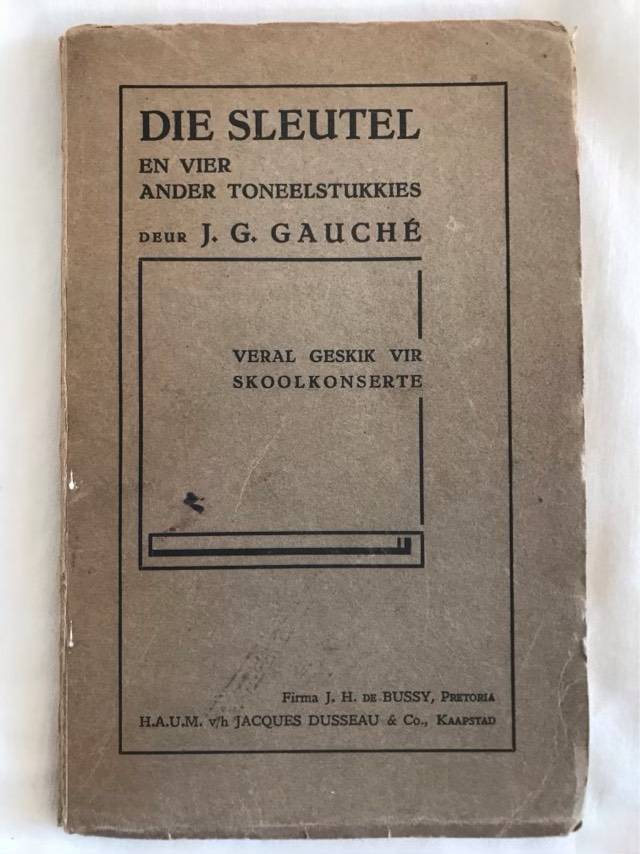 DIE SLEUTEL
EN VIER
ANDER TONEELSTUKKIES
DEUR J. G. GAUCHÉ
VERAL GESKIK VIR
SKOOLKONSERTE
Firma J. H. DE BUSSY, PRETORIA
H.A.U.M. v/h JACQUES DUSSEAU & Co., KAAPSTAD